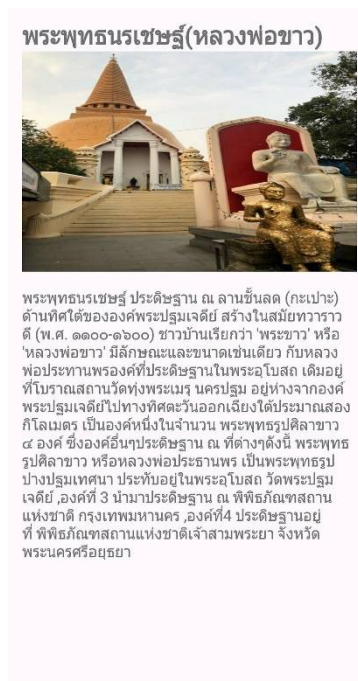 พระพุทธนรเชษฐ์(หลวงพ่อขาว)
พระพุทธนรเชษฐ์ ประดิษฐาน ณ ลานชั้นลด (กะเปาะ)
ด้านทิศใต้ขององค์พระปฐมเจดีย์ สร้างในสมัยทวาราว
ดี (พ.ศ. ๑๑๐๐-๑๖๐๐) ชาวบ้านเรียกว่า 'พระขาว' หรือ
'หลวงพ่อขาว' มีลักษณะและขนาดเช่นเดียว กับหลวง
พ่อประทานพรองค์ที่ประดิษฐานในพระอุโบสถ เดิมอยู่
ที่โบราณสถานวัดทุ่งพระเมรุ นครปฐม อยู่ห่างจากองค์
พระปฐมเจดีย์ไปทางทิศตะวันออกเฉียงใต้ประมาณสอง
กิโลเมตร เป็นองค์หนึ่งในจำนวน พระพุทธรูปศิลาขาว
๔ องค์ ซึ่งองค์อื่นๆประดิษฐาน ณ ที่ต่างๆดังนี้ พระพุทธ
รูปศิลาขาว หรือหลวงพ่อประธานพร เป็นพระพุทธรูป
ปางปฐมเทศนา ประทับอยู่ในพระอุโบสถ วัดพระปฐม
เจดีย์ ,องค์ที่ 3 นำมาประดิษฐาน ณ พิพิธภัณฑสถาน
แห่งชาติ กรุงเทพมหานคร ,องค์ที่4 ประดิษฐานอยู่
ที่ พิพิธภัณฑสถานแห่งชาติเจ้าสามพระยา จังหวัด
พระนครศรีอยุธยา